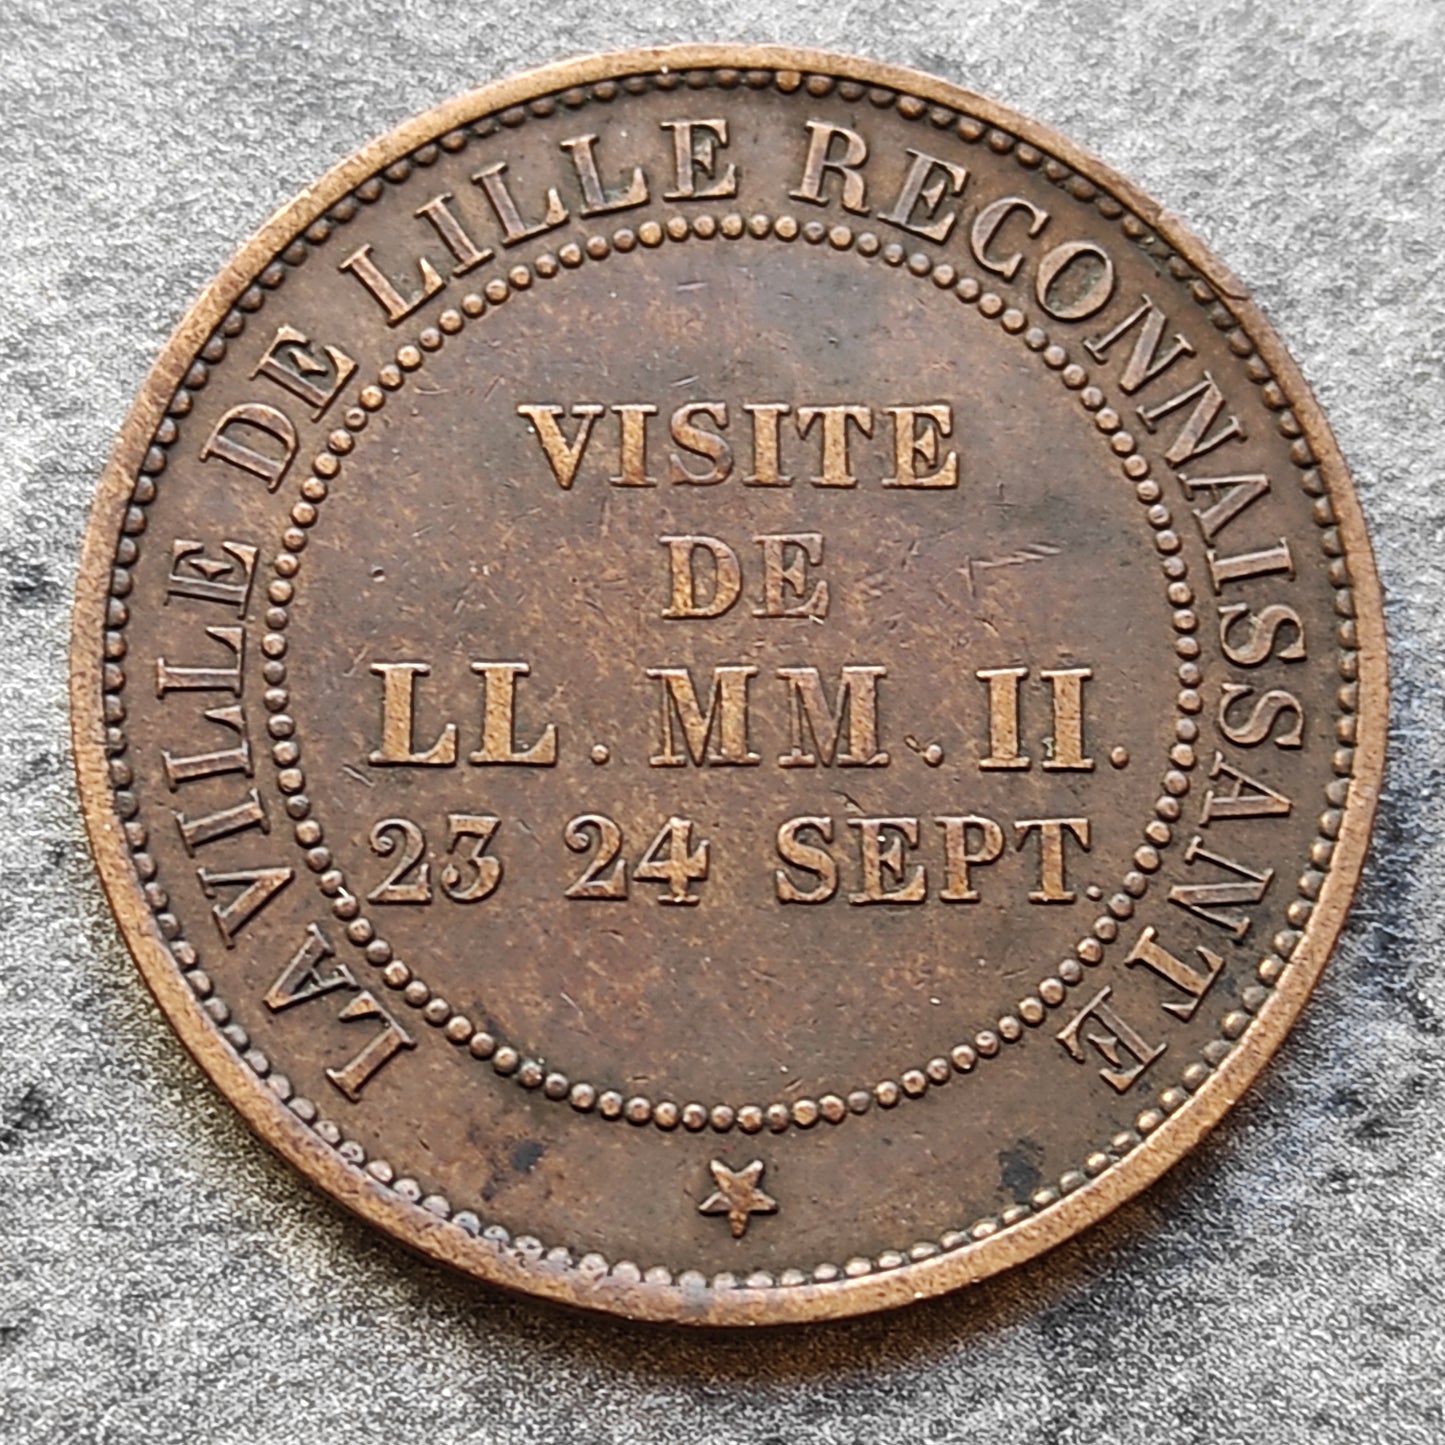 LA VILLE DE LILLE RECONNAISSANTE
VISITE
DE
LL. MM. II.
23 24 SEPT.